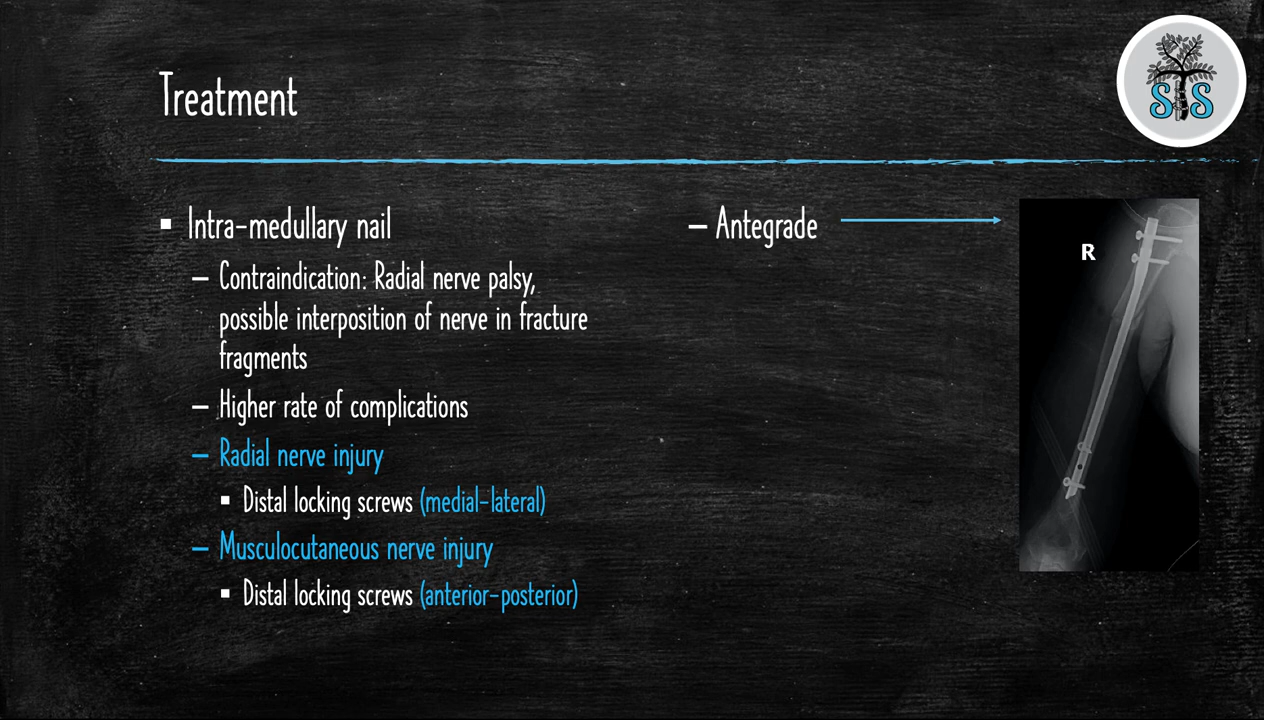 Treatment
SIS
▪ Intra-medullary nail
– Contraindication: Radial nerve palsy,
possible interposition of nerve in fracture
fragments
– Higher rate of complications
– Radial nerve injury
▪ Distal locking screws (medial-lateral)
– Musculocutaneous nerve injury
▪ Distal locking screws (anterior-posterior)
– Antegrade
R